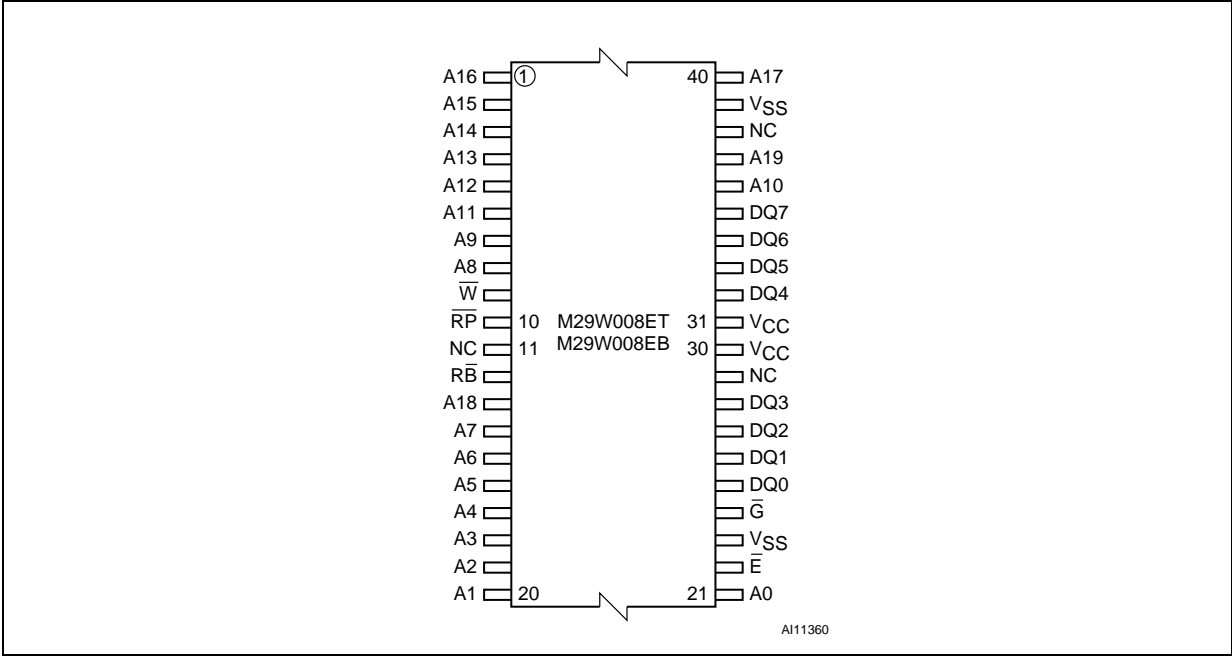 A16 1 40 A17
A15 VSS
A14 NC
A13 A19
A12 A10
A11 DQ7
A9 DQ6
A8 DQ5
W̅ DQ4
R̅P̅ 10 M29W008ET 31 VCC
NC 11 M29W008EB 30 VCC
RB̅ NC
A18 DQ3
A7 DQ2
A6 DQ1
A5 DQ0
A4 G̅
A3 VSS
A2 E̅
A1 20 21 A0
AI11360